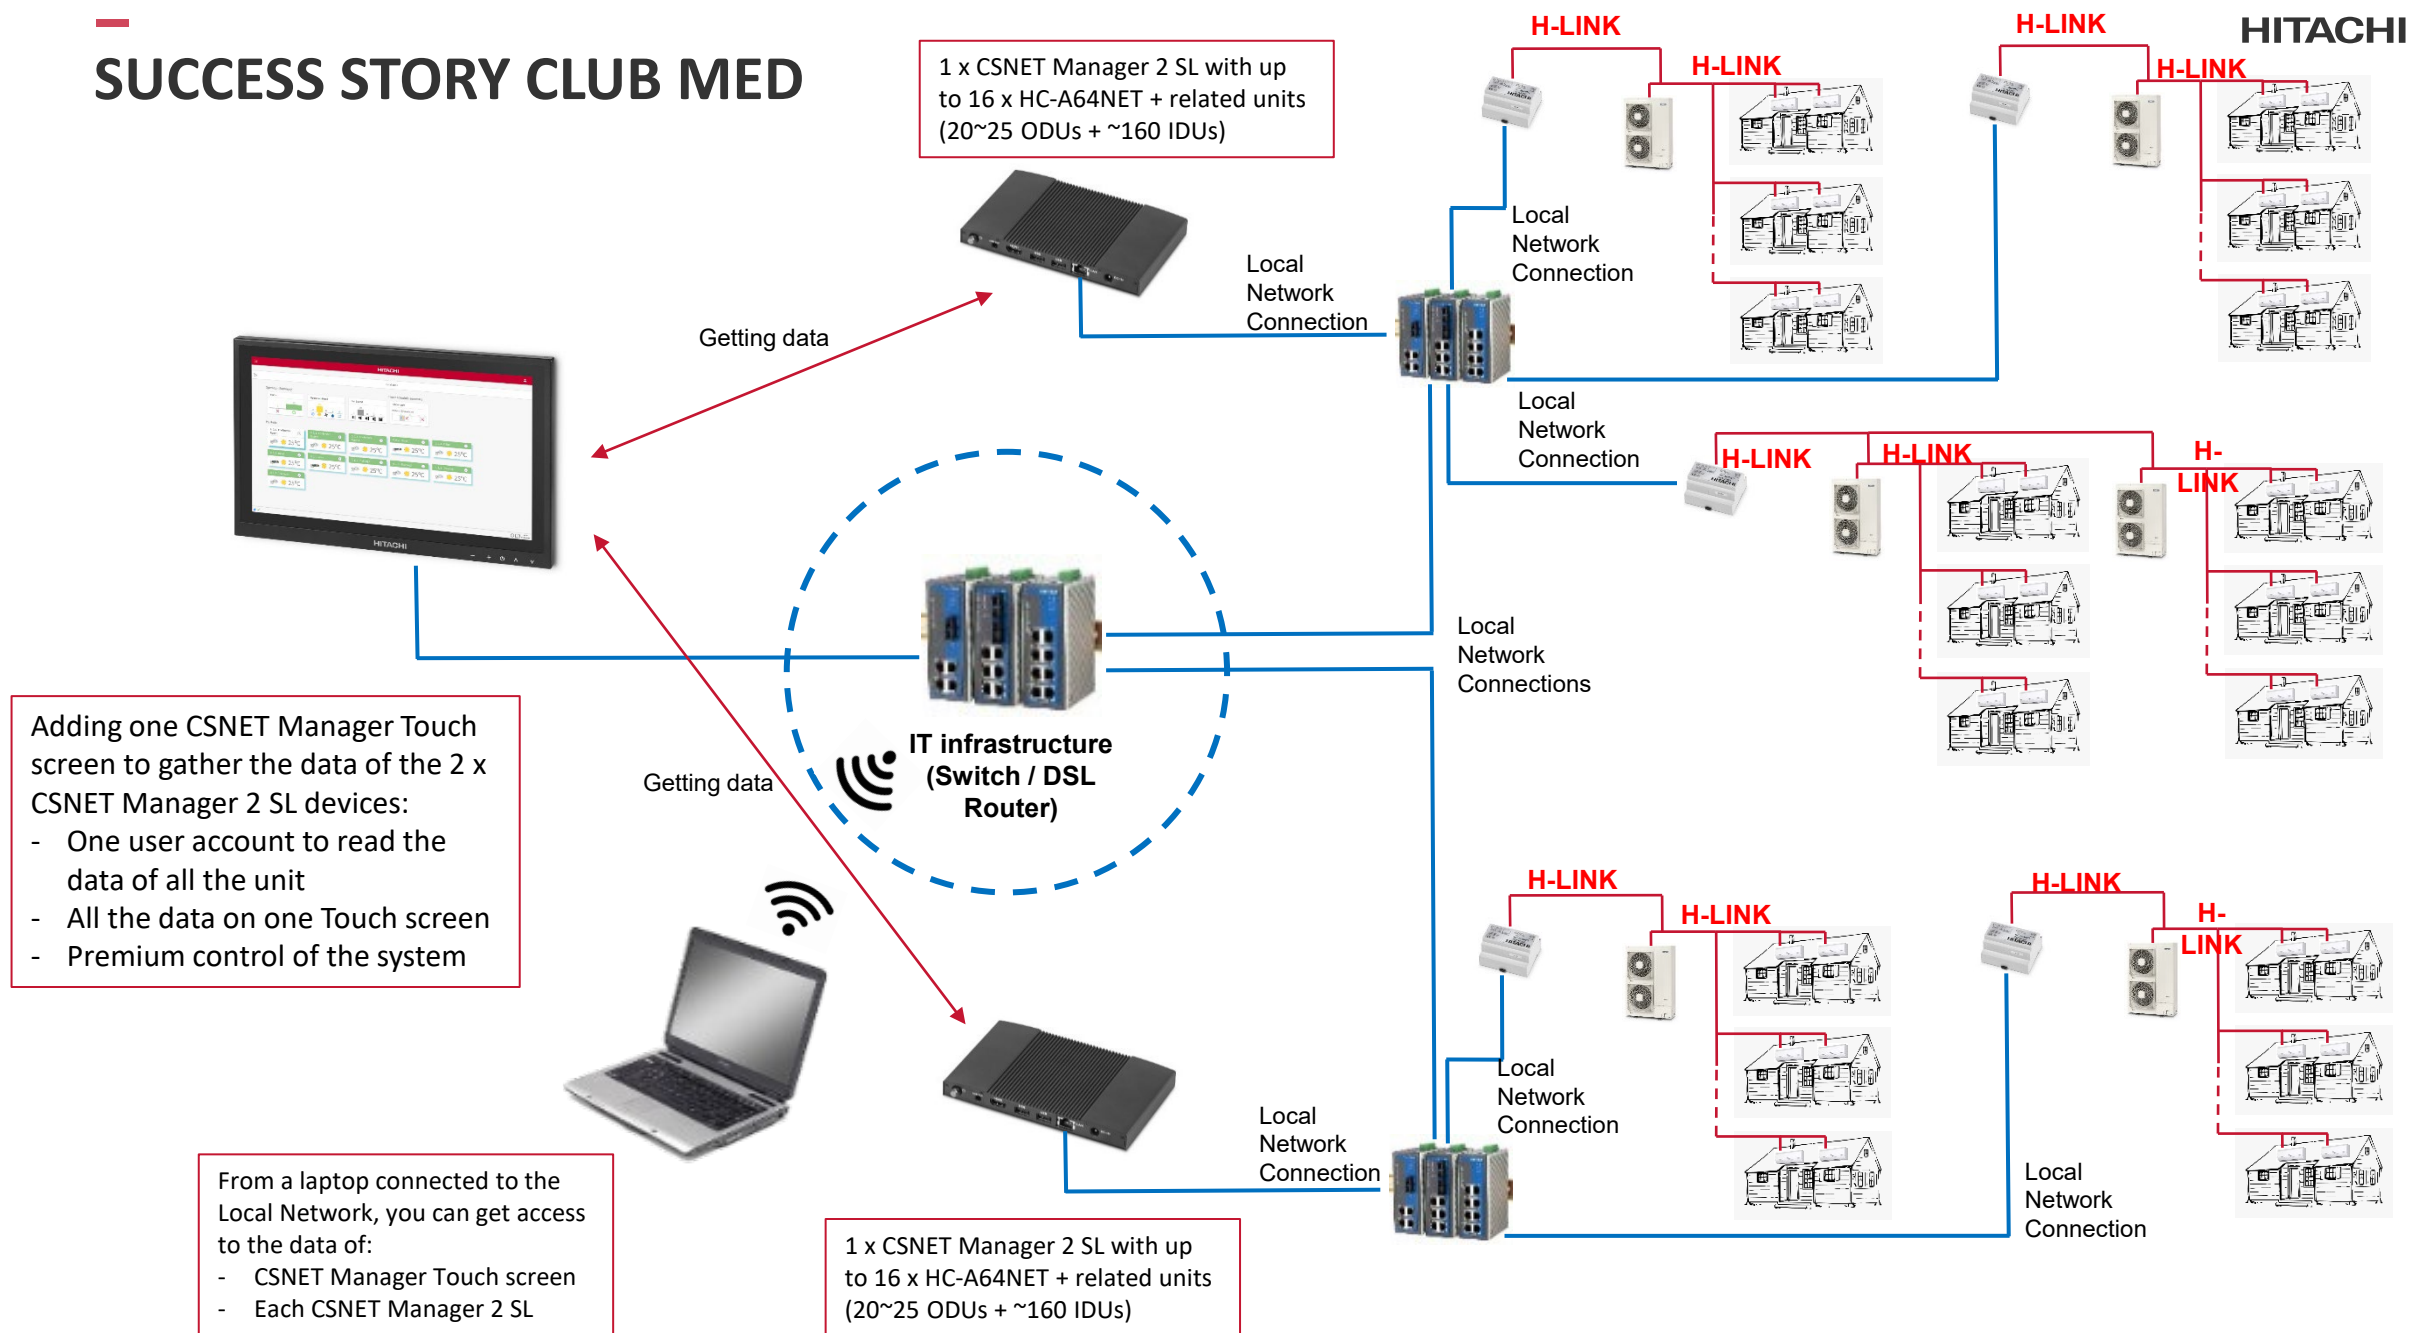 SUCCESS STORY CLUB MED
HITACHI
1 x CSNET Manager 2 SL with up
to 16 x HC-A64NET + related units
(20~25 ODUs + ~160 IDUs)
H-LINK
H-LINK
H-LINK
H-LINK
Local
Network
Connection
Local
Network
Connection
Getting data
HITACHI
HITACHI
Local
Network
Connection
H-LINK
H-LINK
H-
LINK
Local
Network
Connections
IT infrastructure
(Switch / DSL
Router)
Adding one CSNET Manager Touch
screen to gather the data of the 2 x
CSNET Manager 2 SL devices:
- One user account to read the
data of all the unit
- All the data on one Touch screen
- Premium control of the system
Getting data
H-LINK
H-LINK
H-LINK
H-
LINK
Local
Network
Connection
Local
Network
Connection
Local
Network
Connection
From a laptop connected to the
Local Network, you can get access
to the data of:
- CSNET Manager Touch screen
- Each CSNET Manager 2 SL
1 x CSNET Manager 2 SL with up
to 16 x HC-A64NET + related units
(20~25 ODUs + ~160 IDUs)